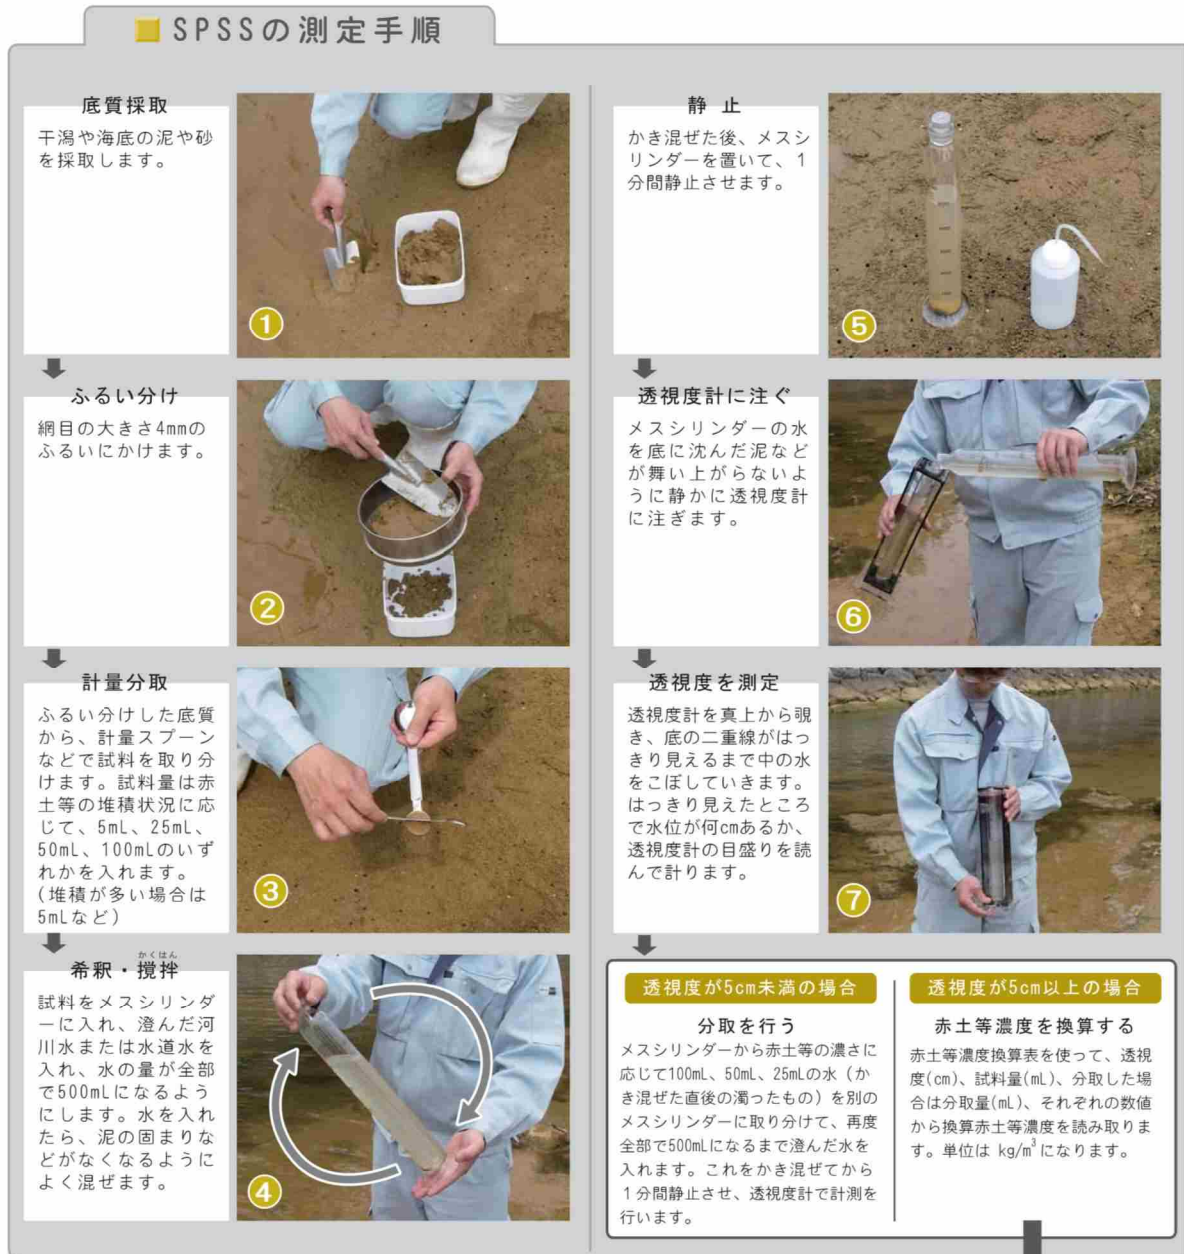 SPSSの測定手順
底質採取
干潟や海底の泥や砂
を採取します。
1
ふるい分け
網目の大きさ4mmの
ふるいにかけます。
2
計量分取
ふるい分けした底質
から、計量スプーン
などで試料を取り分
けます。試料量は赤
土等の堆積状況に応
じて、5mL、25mL、
50mL、100mLのいず
れかを入れます。
(堆積が多い場合は
5mLなど)
3
かくはん
希釈・撹拌
試料をメスシリンダ
ーに入れ、澄んだ河
川水または水道水を
入れ、水の量が全部
で500mLになるよう
にします。水を入れ
たら、泥の固まりな
どがなくなるように
よく混ぜます。
4
静 止
かき混ぜた後、メスシ
リンダーを置いて、1
分間静止させます。
5
透視度計に注ぐ
メスシリンダーの水
を底に沈んだ泥など
が舞い上がらないよ
うに静かに透視度計
に注ぎます。
6
透視度を測定
透視度計を真上から覗
き、底の二重線がはっ
きり見えるまで中の水
をこぼしていきます。
はっきり見えたところ
で水位が何cmあるか、
透視度計の目盛りを読
んで計ります。
7
透視度が5cm未満の場合
分取を行う
メスシリンダーから赤土等の濃さに
応じて100mL、50mL、25mLの水（か
き混ぜた直後の濁ったもの）を別の
メスシリンダーに取り分けて、再度
全部で500mLになるまで澄んだ水を
入れます。これをかき混ぜてから
１分間静止させ、透視度計で計測を
行います。
透視度が5cm以上の場合
赤土等濃度を換算する
赤土等濃度換算表を使って、透視
度(cm)、試料量(mL)、分取した場
合は分取量(mL)、それぞれの数値
から換算赤土等濃度を読み取りま
す。単位は kg/m³になります。